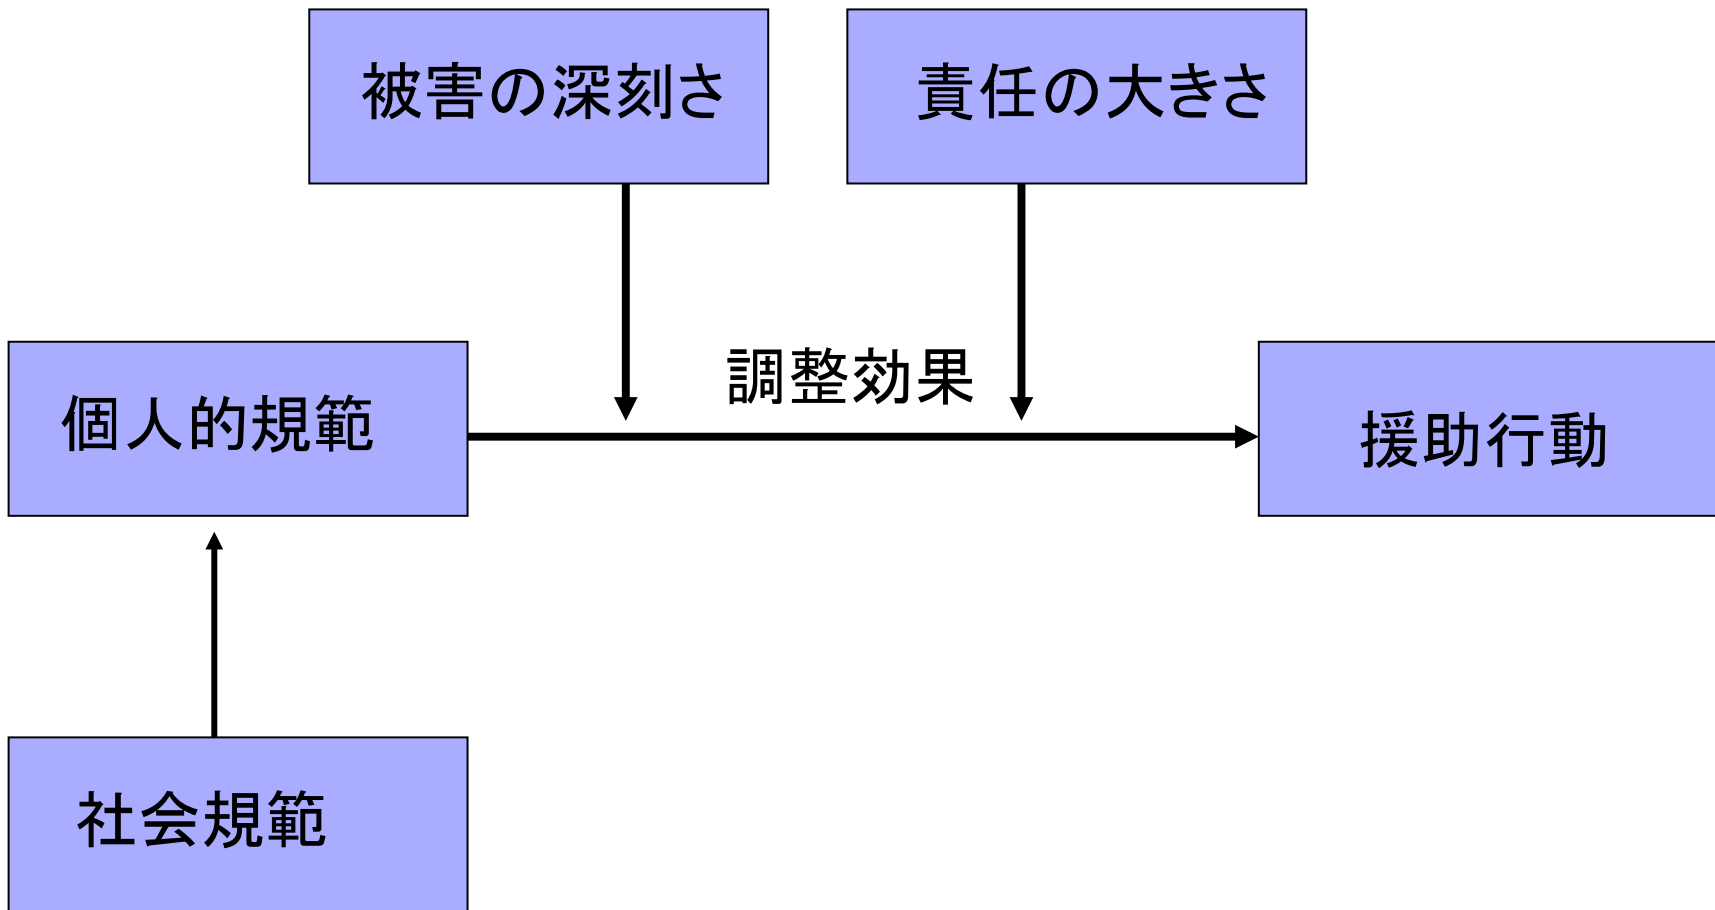 被害の深刻さ
責任の大きさ
調整効果
個人的規範
援助行動
社会規範